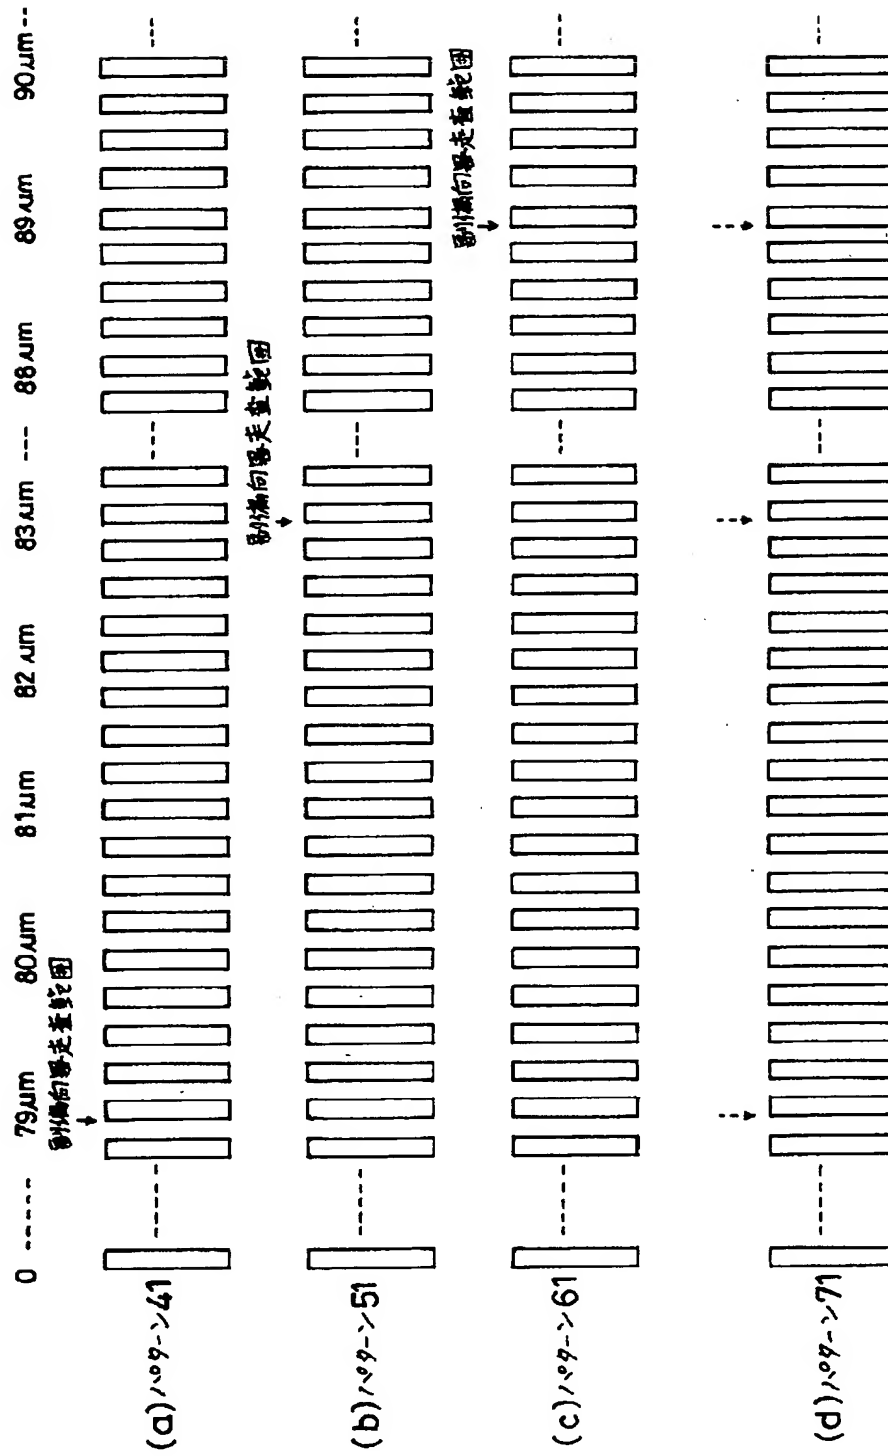 0 ------ 79μm 80μm 81μm 82μm 83μm --- 88μm 89μm 90μm --
副偏向器走査範囲
(a)パターン41
副偏向器走査範囲
(b)パターン51
副偏向器走査範囲
(c)パターン61
(d)パターン71